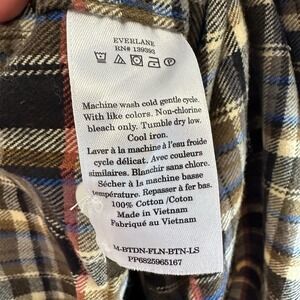 EVERLANE
RN# 139393
Machine wash cold gentle cycle.
With like colors. Non-chlorine
bleach only. Tumble dry low.
Cool iron.
Laver à la machine à l'eau froide
cycle délicat. Avec couleurs
similaires. Blanchir sans chlore.
Sécher à la machine basse
température. Repasser à fer bas.
100% Cotton /Coton
Made in Vietnam
Fabriqué au Vietnam
M-BTDN-FLN-BTN-LS
PP6825965167